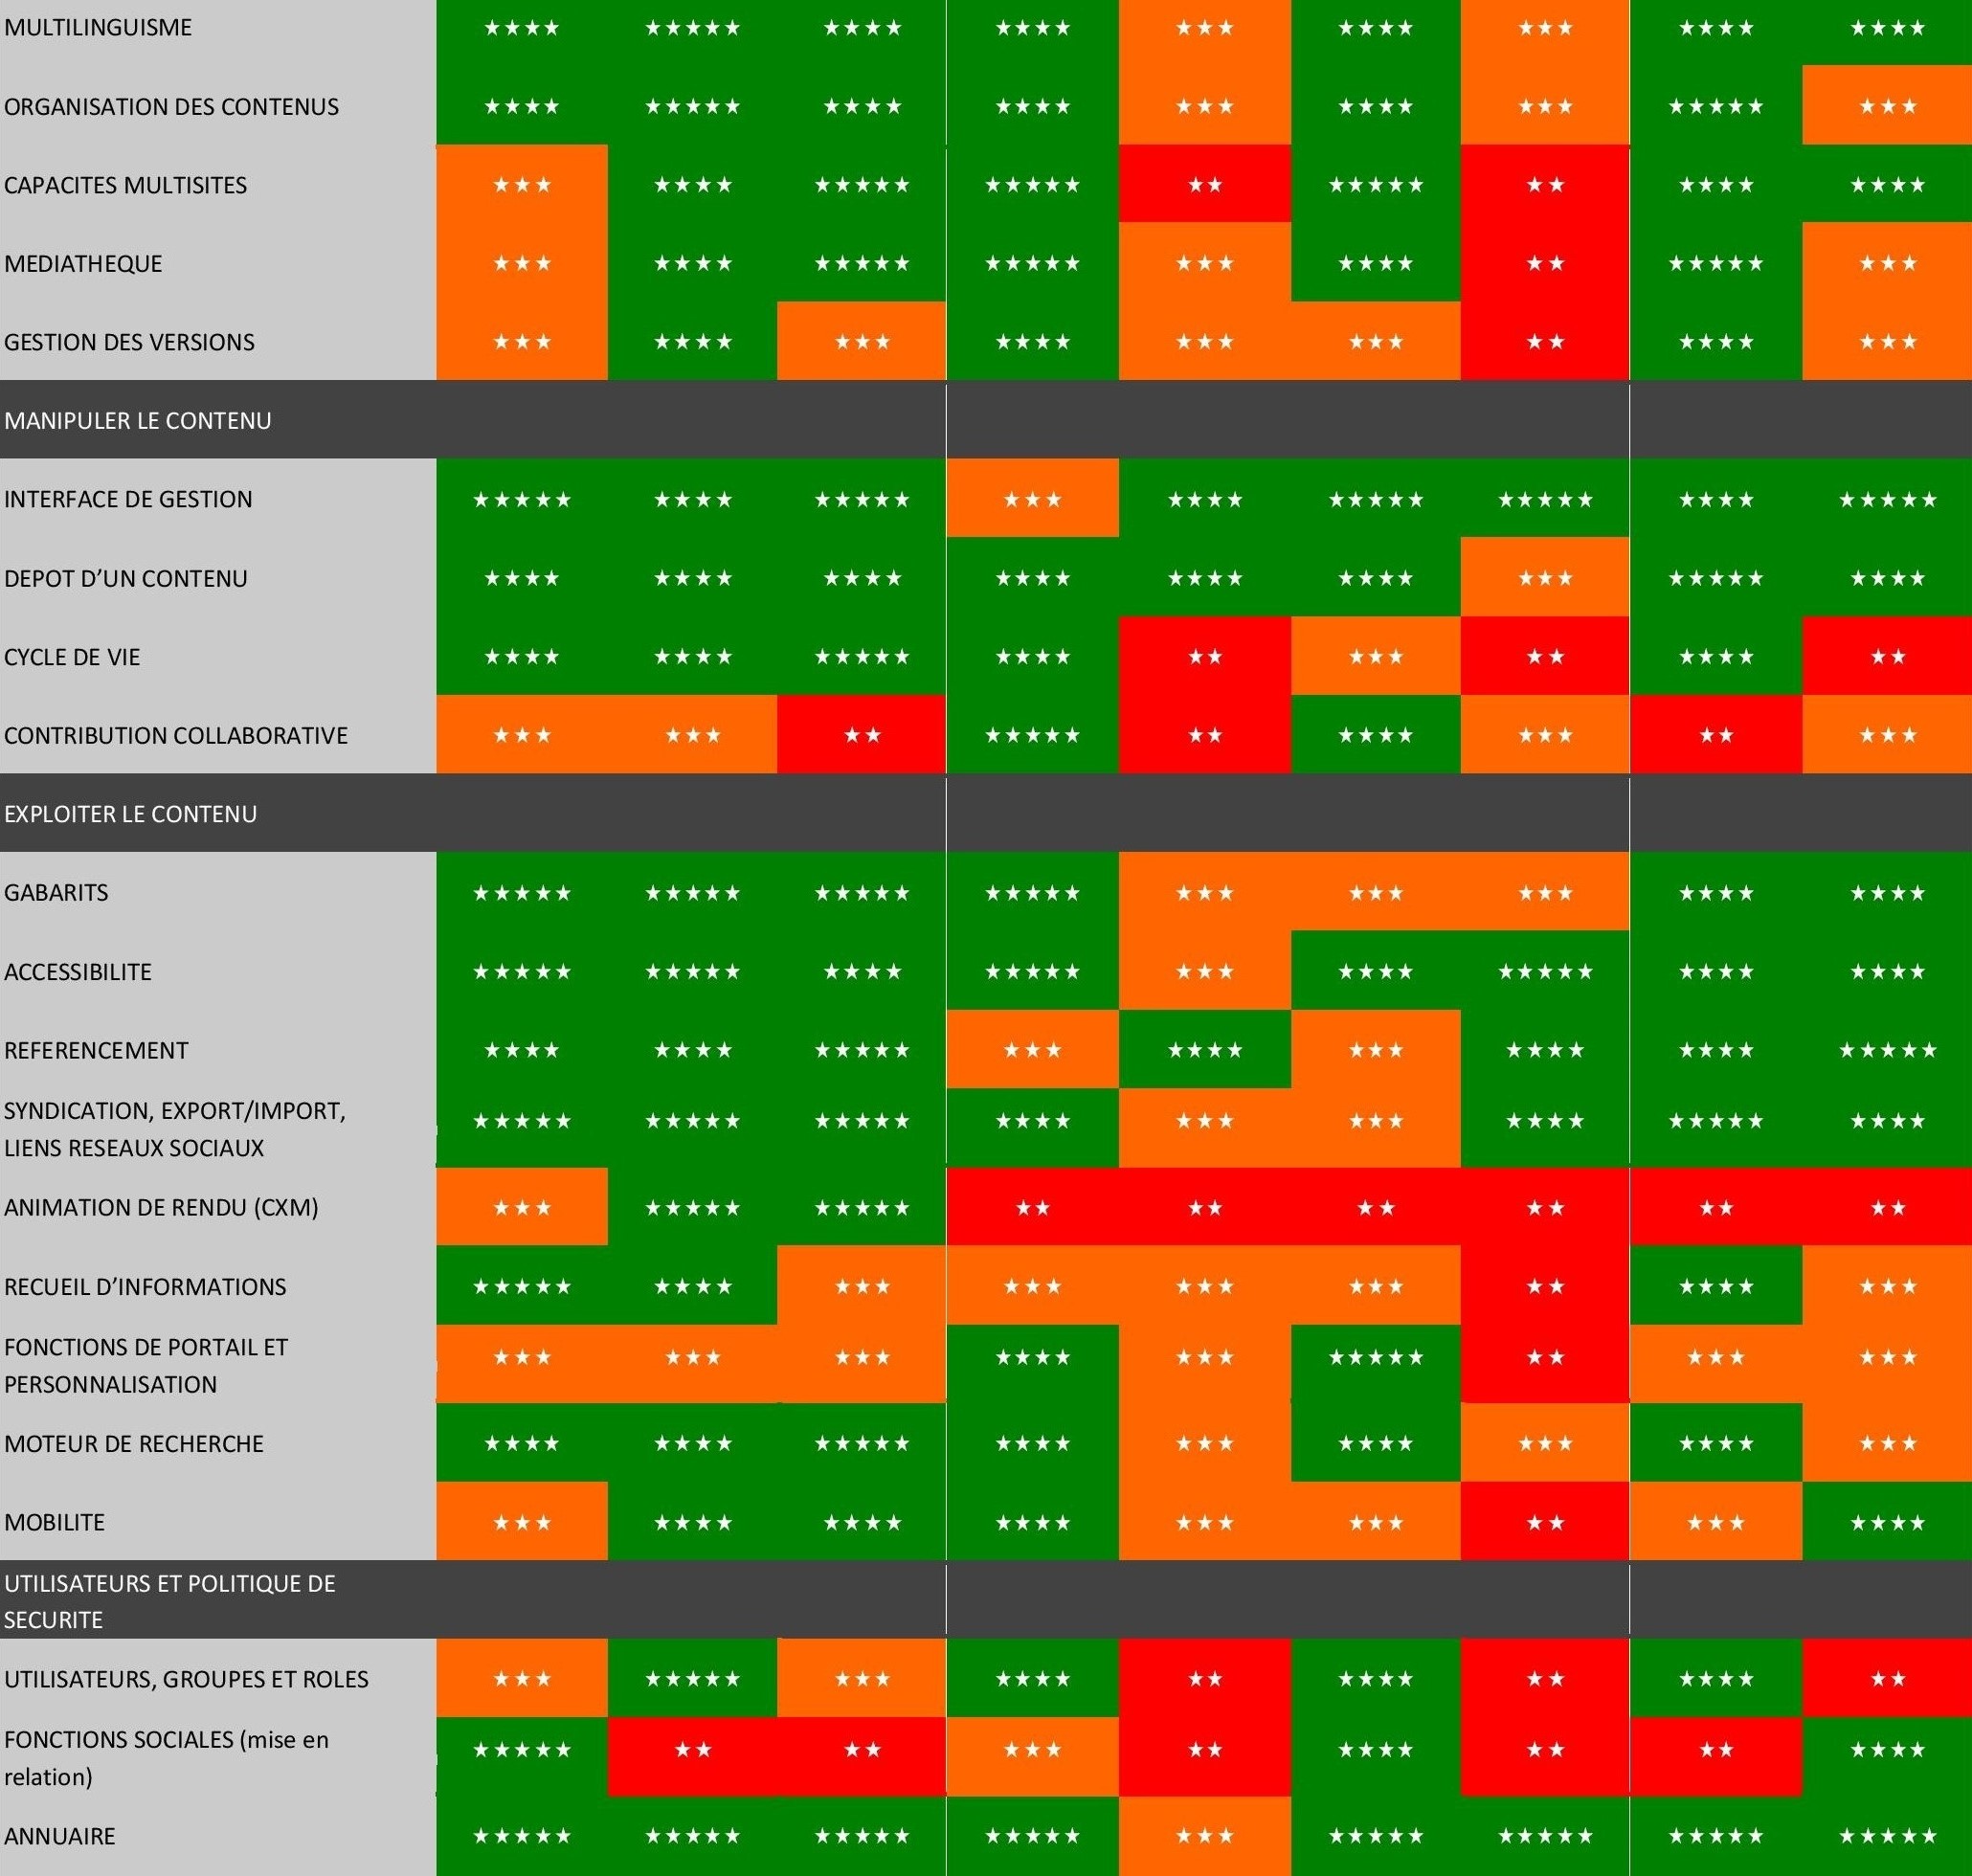 MULTILINGUISME ★★★★ ★★★★★ ★★★★ ★★★★ ★★★ ★★★★ ★★★ ★★★★ ★★★★
ORGANISATION DES CONTENUS ★★★★ ★★★★★ ★★★★ ★★★★ ★★★ ★★★★ ★★★ ★★★★★ ★★★
CAPACITES MULTISITES ★★★ ★★★★ ★★★★★ ★★★★★ ★★ ★★★★★ ★★ ★★★★ ★★★★
MEDIATHEQUE ★★★ ★★★★ ★★★★★ ★★★★★ ★★★ ★★★★ ★★ ★★★★★ ★★★
GESTION DES VERSIONS ★★★ ★★★★ ★★★ ★★★★ ★★★ ★★★ ★★ ★★★★ ★★★
MANIPULER LE CONTENU
INTERFACE DE GESTION ★★★★★ ★★★★ ★★★★★ ★★★ ★★★★ ★★★★★ ★★★★★ ★★★★ ★★★★★
DEPOT D’UN CONTENU ★★★★ ★★★★ ★★★★ ★★★★ ★★★★ ★★★★ ★★★ ★★★★★ ★★★★
CYCLE DE VIE ★★★★ ★★★★ ★★★★★ ★★★★ ★★ ★★★ ★★ ★★★★ ★★
CONTRIBUTION COLLABORATIVE ★★★ ★★★ ★★ ★★★★★ ★★ ★★★★ ★★★ ★★ ★★★
EXPLOITER LE CONTENU
GABARITS ★★★★★ ★★★★★ ★★★★★ ★★★★★ ★★★ ★★★ ★★★ ★★★★ ★★★★
ACCESSIBILITE ★★★★★ ★★★★★ ★★★★ ★★★★★ ★★★ ★★★★ ★★★★★ ★★★★ ★★★★
REFERENCEMENT ★★★★ ★★★★ ★★★★★ ★★★ ★★★★ ★★★ ★★★★ ★★★★ ★★★★★
SYNDICATION, EXPORT/IMPORT,
LIENS RESEAUX SOCIAUX ★★★★★ ★★★★★ ★★★★★ ★★★★ ★★★ ★★★ ★★★★ ★★★★★ ★★★★
ANIMATION DE RENDU (CXM) ★★★ ★★★★★ ★★★★★ ★★ ★★ ★★ ★★ ★★ ★★
RECUEIL D’INFORMATIONS ★★★★★ ★★★★ ★★★ ★★★ ★★★ ★★★ ★★ ★★★★ ★★★
FONCTIONS DE PORTAIL ET
PERSONNALISATION ★★★ ★★★ ★★★ ★★★★ ★★★ ★★★★★ ★★ ★★★ ★★★
MOTEUR DE RECHERCHE ★★★★ ★★★★ ★★★★★ ★★★★ ★★★ ★★★★ ★★★ ★★★★ ★★★
MOBILITE ★★★ ★★★★ ★★★★ ★★★★ ★★★ ★★★ ★★ ★★★ ★★★★
UTILISATEURS ET POLITIQUE DE
SECURITE
UTILISATEURS, GROUPES ET ROLES ★★★ ★★★★★ ★★★ ★★★★ ★★ ★★★★ ★★ ★★★★ ★★
FONCTIONS SOCIALES (mise en
relation) ★★★★★ ★★ ★★ ★★★ ★★ ★★★★ ★★ ★★ ★★★★
ANNUAIRE ★★★★★ ★★★★★ ★★★★★ ★★★★★ ★★★ ★★★★★ ★★★★★ ★★★★★ ★★★★★